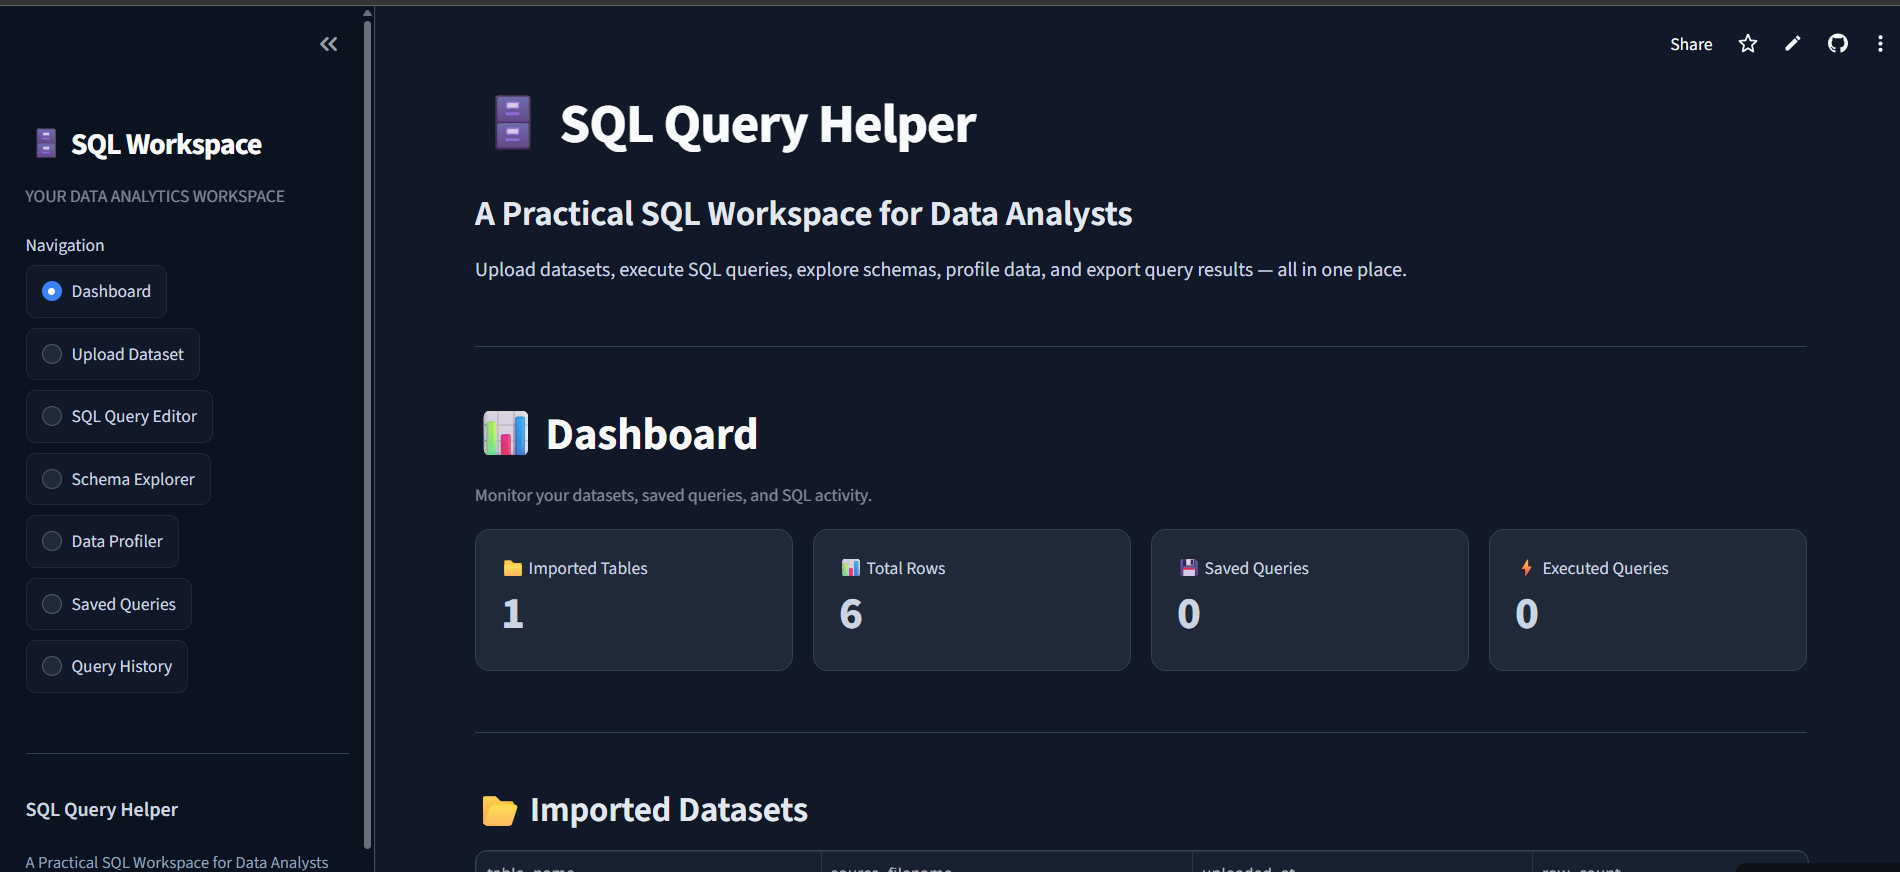 SQL Workspace
YOUR DATA ANALYTICS WORKSPACE
Navigation
Dashboard
Upload Dataset
SQL Query Editor
Schema Explorer
Data Profiler
Saved Queries
Query History
SQL Query Helper
A Practical SQL Workspace for Data Analysts
Share
SQL Query Helper
A Practical SQL Workspace for Data Analysts
Upload datasets, execute SQL queries, explore schemas, profile data, and export query results — all in one place.
Dashboard
Monitor your datasets, saved queries, and SQL activity.
Imported Tables
1
Total Rows
6
Saved Queries
0
Executed Queries
0
Imported Datasets
table_name source_filename uploaded_at row_count